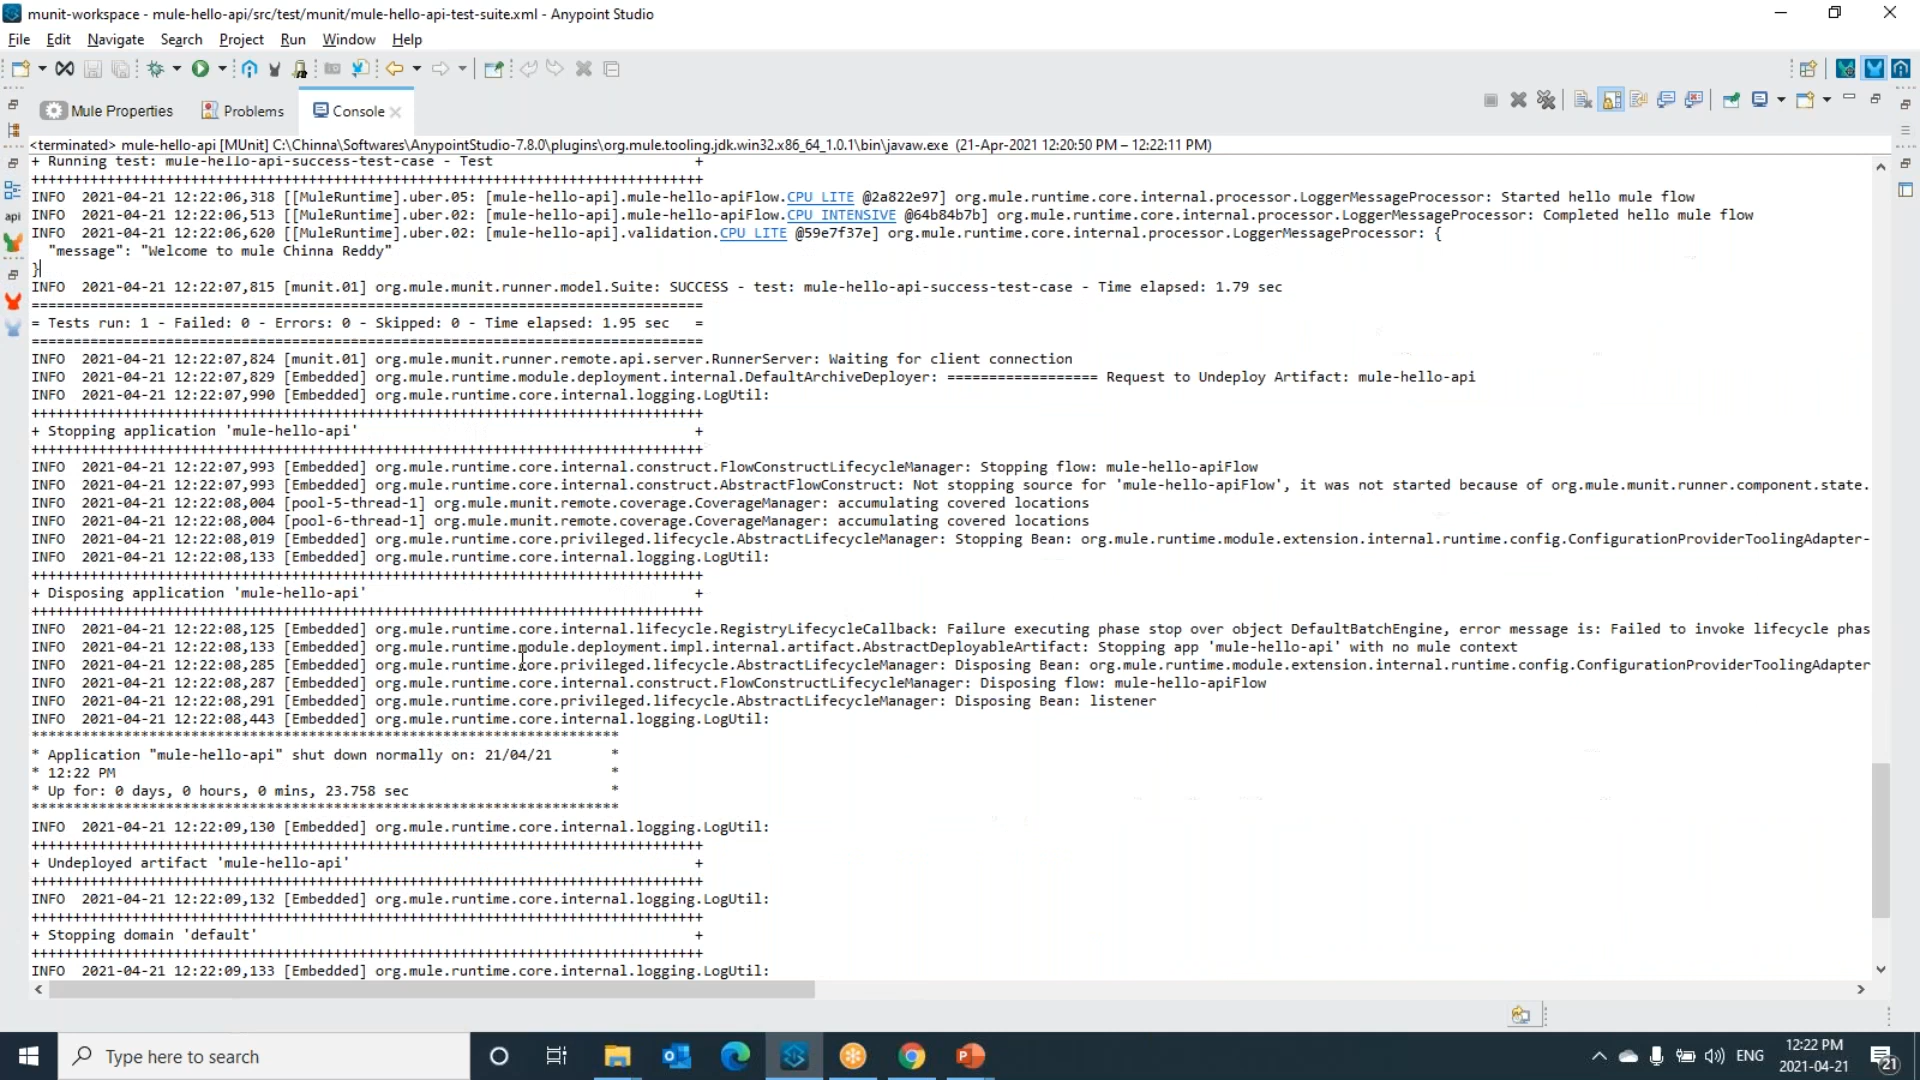 munit-workspace - mule-hello-api/src/test/munit/mule-hello-api-test-suite.xml - Anypoint Studio
File Edit Navigate Search Project Run Window Help
Mule Properties Problems Console
<terminated> mule-hello-api [MUnit] C:\Chinna\Softwares\AnypointStudio-7.8.0\plugins\org.mule.tooling.jdk.win32.x86_64_1.0.1\bin\javaw.exe (21-Apr-2021 12:20:50 PM – 12:22:11 PM)
+ Running test: mule-hello-api-success-test-case - Test +
++++++++++++++++++++++++++++++++++++++++++++++++++++++++++++++++++++++++++++++++
INFO 2021-04-21 12:22:06,318 [[MuleRuntime].uber.05: [mule-hello-api].mule-hello-apiFlow.CPU_LITE @2a822e97] org.mule.runtime.core.internal.processor.LoggerMessageProcessor: Started hello mule flow
INFO 2021-04-21 12:22:06,513 [[MuleRuntime].uber.02: [mule-hello-api].mule-hello-apiFlow.CPU_INTENSIVE @64b84b7b] org.mule.runtime.core.internal.processor.LoggerMessageProcessor: Completed hello mule flow
INFO 2021-04-21 12:22:06,620 [[MuleRuntime].uber.02: [mule-hello-api].validation.CPU_LITE @59e7f37e] org.mule.runtime.core.internal.processor.LoggerMessageProcessor: {
"message": "Welcome to mule Chinna Reddy"
}
INFO 2021-04-21 12:22:07,815 [munit.01] org.mule.munit.runner.model.Suite: SUCCESS - test: mule-hello-api-success-test-case - Time elapsed: 1.79 sec
================================================================================
= Tests run: 1 - Failed: 0 - Errors: 0 - Skipped: 0 - Time elapsed: 1.95 sec =
================================================================================
INFO 2021-04-21 12:22:07,824 [munit.01] org.mule.munit.runner.remote.api.server.RunnerServer: Waiting for client connection
INFO 2021-04-21 12:22:07,829 [Embedded] org.mule.runtime.module.deployment.internal.DefaultArchiveDeployer: ================== Request to Undeploy Artifact: mule-hello-api
INFO 2021-04-21 12:22:07,990 [Embedded] org.mule.runtime.core.internal.logging.LogUtil:
++++++++++++++++++++++++++++++++++++++++++++++++++++++++++++++++++++++++++++++++
+ Stopping application 'mule-hello-api' +
++++++++++++++++++++++++++++++++++++++++++++++++++++++++++++++++++++++++++++++++
INFO 2021-04-21 12:22:07,993 [Embedded] org.mule.runtime.core.internal.construct.FlowConstructLifecycleManager: Stopping flow: mule-hello-apiFlow
INFO 2021-04-21 12:22:07,993 [Embedded] org.mule.runtime.core.internal.construct.AbstractFlowConstruct: Not stopping source for 'mule-hello-apiFlow', it was not started because of org.mule.munit.runner.component.state.
INFO 2021-04-21 12:22:08,004 [pool-5-thread-1] org.mule.munit.remote.coverage.CoverageManager: accumulating covered locations
INFO 2021-04-21 12:22:08,004 [pool-6-thread-1] org.mule.munit.remote.coverage.CoverageManager: accumulating covered locations
INFO 2021-04-21 12:22:08,019 [Embedded] org.mule.runtime.core.privileged.lifecycle.AbstractLifecycleManager: Stopping Bean: org.mule.runtime.module.extension.internal.runtime.config.ConfigurationProviderToolingAdapter-
INFO 2021-04-21 12:22:08,133 [Embedded] org.mule.runtime.core.internal.logging.LogUtil:
++++++++++++++++++++++++++++++++++++++++++++++++++++++++++++++++++++++++++++++++
+ Disposing application 'mule-hello-api' +
++++++++++++++++++++++++++++++++++++++++++++++++++++++++++++++++++++++++++++++++
INFO 2021-04-21 12:22:08,125 [Embedded] org.mule.runtime.core.internal.lifecycle.RegistryLifecycleCallback: Failure executing phase stop over object DefaultBatchEngine, error message is: Failed to invoke lifecycle phas
INFO 2021-04-21 12:22:08,133 [Embedded] org.mule.runtime.module.deployment.impl.internal.artifact.AbstractDeployableArtifact: Stopping app 'mule-hello-api' with no mule context
INFO 2021-04-21 12:22:08,285 [Embedded] org.mule.runtime.core.privileged.lifecycle.AbstractLifecycleManager: Disposing Bean: org.mule.runtime.module.extension.internal.runtime.config.ConfigurationProviderToolingAdapter
INFO 2021-04-21 12:22:08,287 [Embedded] org.mule.runtime.core.internal.construct.FlowConstructLifecycleManager: Disposing flow: mule-hello-apiFlow
INFO 2021-04-21 12:22:08,291 [Embedded] org.mule.runtime.core.privileged.lifecycle.AbstractLifecycleManager: Disposing Bean: listener
INFO 2021-04-21 12:22:08,443 [Embedded] org.mule.runtime.core.internal.logging.LogUtil:
**********************************************************************
* Application "mule-hello-api" shut down normally on: 21/04/21 *
* 12:22 PM *
* Up for: 0 days, 0 hours, 0 mins, 23.758 sec *
**********************************************************************
INFO 2021-04-21 12:22:09,130 [Embedded] org.mule.runtime.core.internal.logging.LogUtil:
++++++++++++++++++++++++++++++++++++++++++++++++++++++++++++++++++++++++++++++++
+ Undeployed artifact 'mule-hello-api' +
++++++++++++++++++++++++++++++++++++++++++++++++++++++++++++++++++++++++++++++++
INFO 2021-04-21 12:22:09,132 [Embedded] org.mule.runtime.core.internal.logging.LogUtil:
++++++++++++++++++++++++++++++++++++++++++++++++++++++++++++++++++++++++++++++++
+ Stopping domain 'default' +
++++++++++++++++++++++++++++++++++++++++++++++++++++++++++++++++++++++++++++++++
INFO 2021-04-21 12:22:09,133 [Embedded] org.mule.runtime.core.internal.logging.LogUtil:
api
Type here to search
ENG
12:22 PM
2021-04-21
21